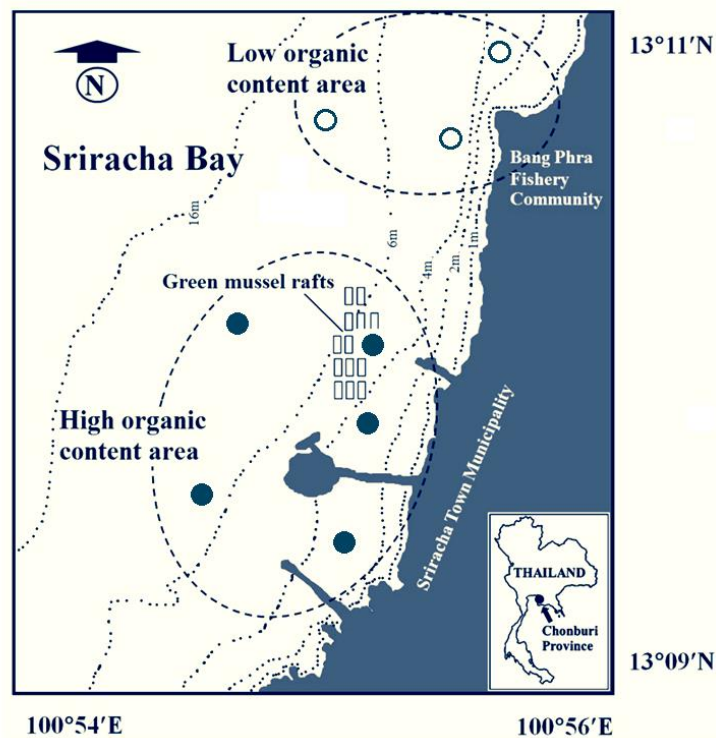 13°11′N
Low organic
content area
N
Sriracha Bay
Bang Phra
Fishery
Community
16m
6m
4m
2m
1m
Green mussel rafts
High organic
content area
Sriracha Town Municipality
THAILAND
Chonburi
Province
13°09′N
100°54′E
100°56′E